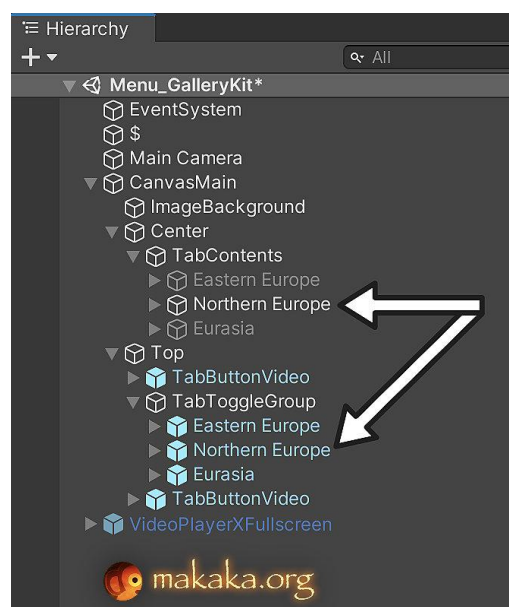 Hierarchy
All
Menu_GalleryKit*
EventSystem
$
Main Camera
CanvasMain
ImageBackground
Center
TabContents
Eastern Europe
Northern Europe
Eurasia
Top
TabButtonVideo
TabToggleGroup
Eastern Europe
Northern Europe
Eurasia
TabButtonVideo
VideoPlayerXFullscreen
makaka.org